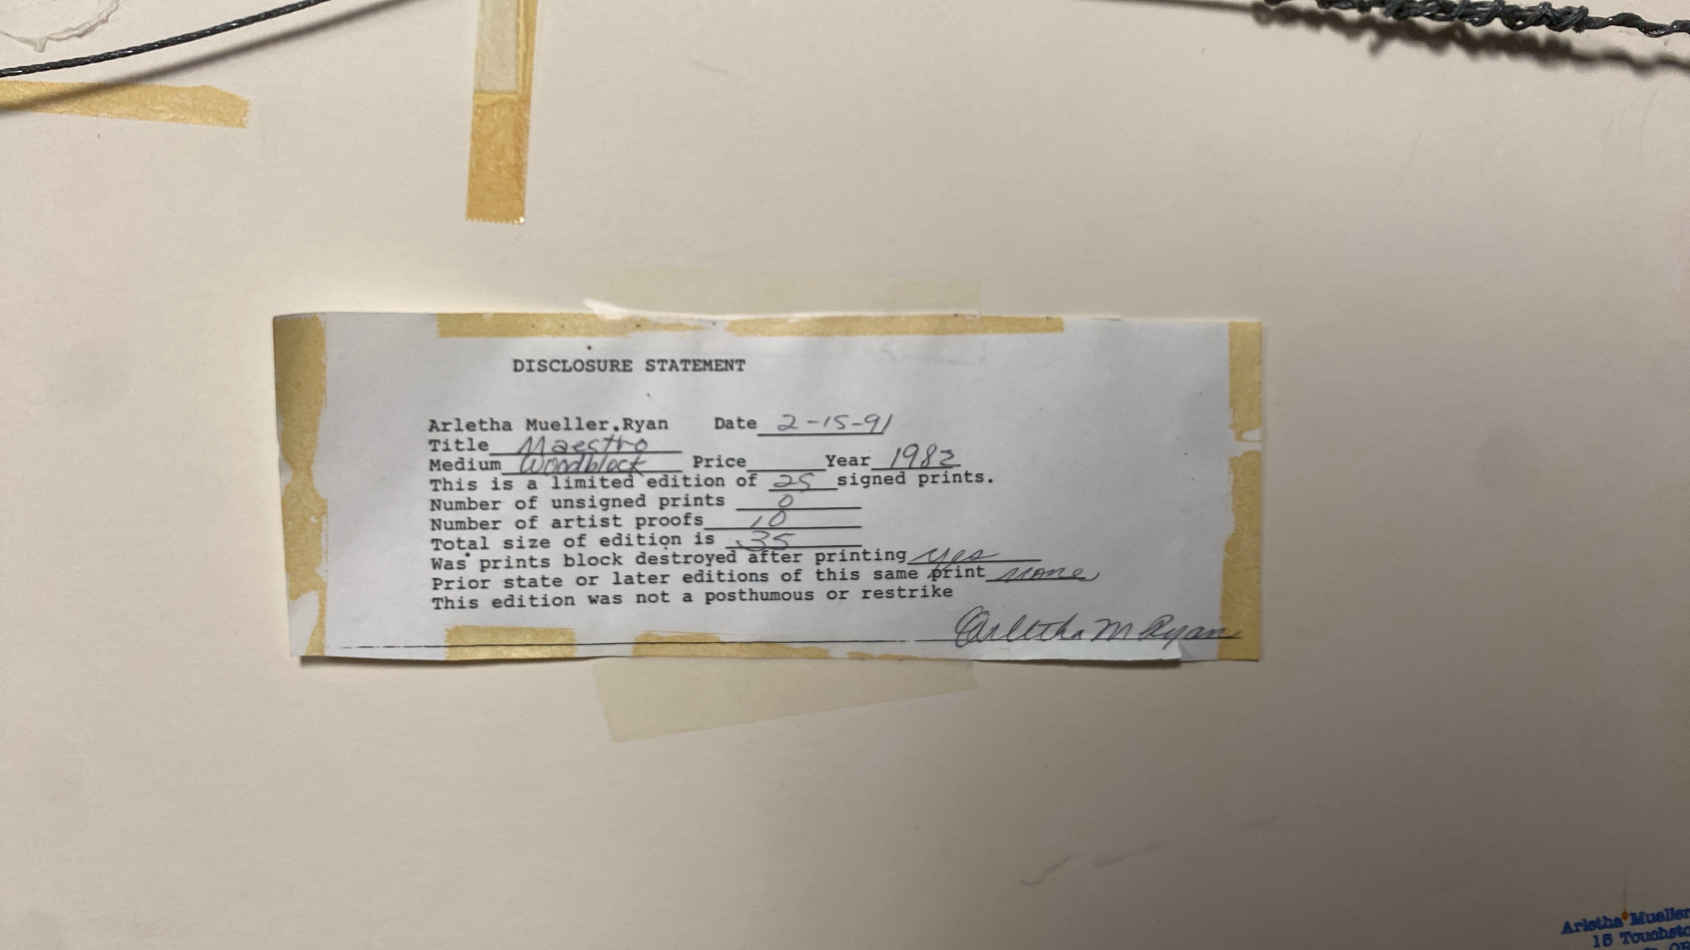 DISCLOSURE STATEMENT
Arletha Mueller.Ryan Date 2-15-91
Title Maestro
Medium Woodblock Price Year 1982
This is a limited edition of 25 signed prints.
Number of unsigned prints 0
Number of artist proofs 10
Total size of edition is 35
Was prints block destroyed after printing yes
Prior state or later editions of this same print none
This edition was not a posthumous or restrike
Arletha M Ryan
Arletha Mueller
15